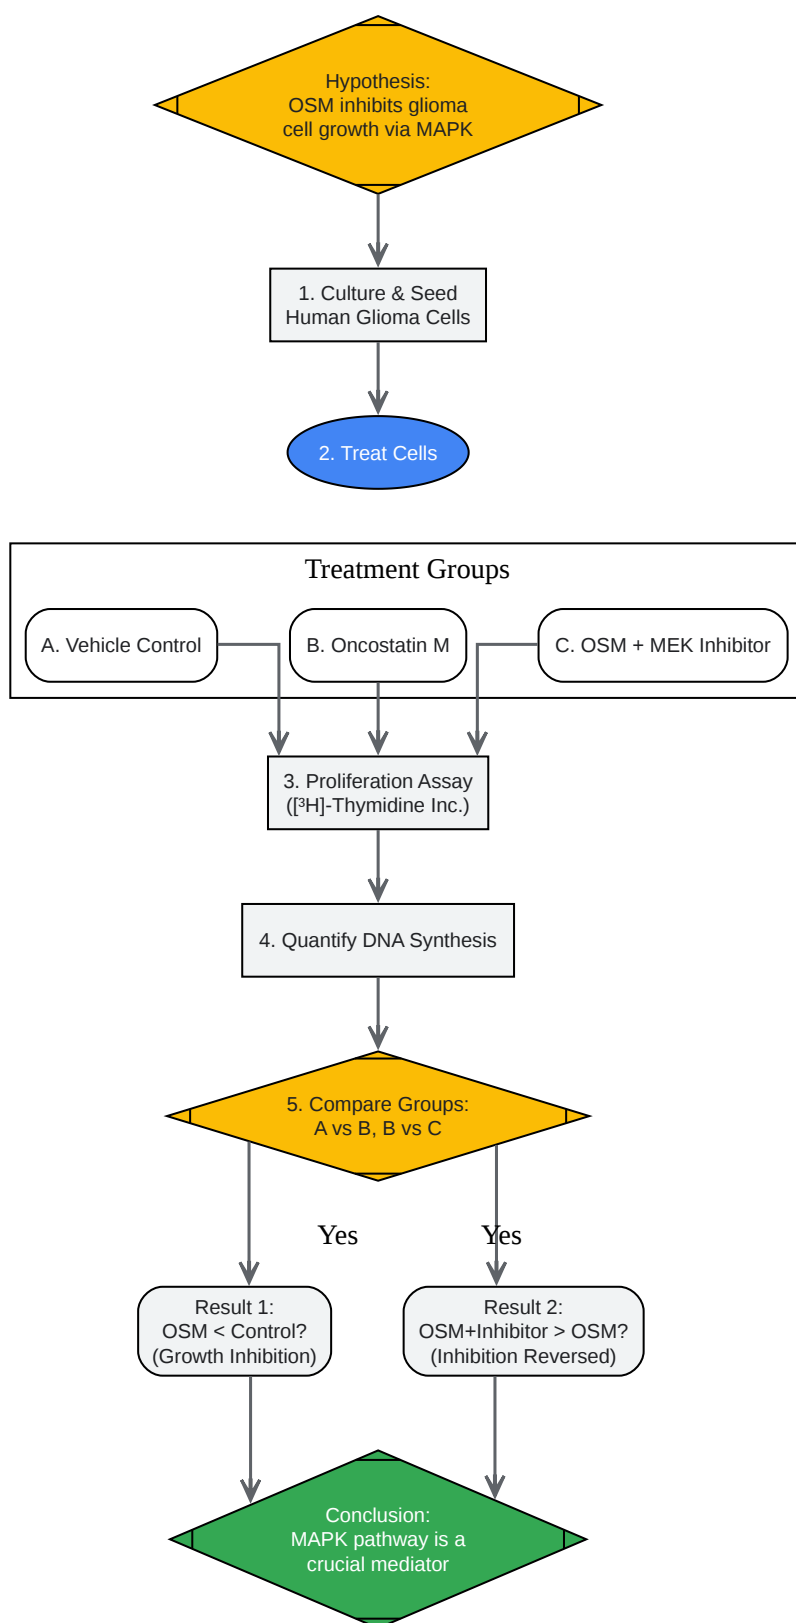 Hypothesis:
OSM inhibits glioma
cell growth via MAPK
1. Culture & Seed
Human Glioma Cells
2. Treat Cells
Treatment Groups
A. Vehicle Control
B. Oncostatin M
C. OSM + MEK Inhibitor
3. Proliferation Assay
([³H]-Thymidine Inc.)
4. Quantify DNA Synthesis
5. Compare Groups:
A vs B, B vs C
Yes
Yes
Result 1:
OSM < Control?
(Growth Inhibition)
Result 2:
OSM+Inhibitor > OSM?
(Inhibition Reversed)
Conclusion:
MAPK pathway is a
crucial mediator